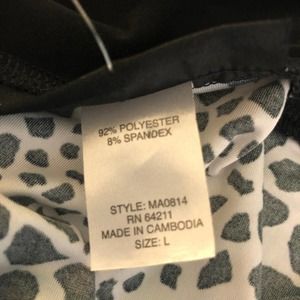 92% POLYESTER
8% SPANDEX
STYLE: MA0814
RN 64211
MADE IN CAMBODIA
SIZE: L